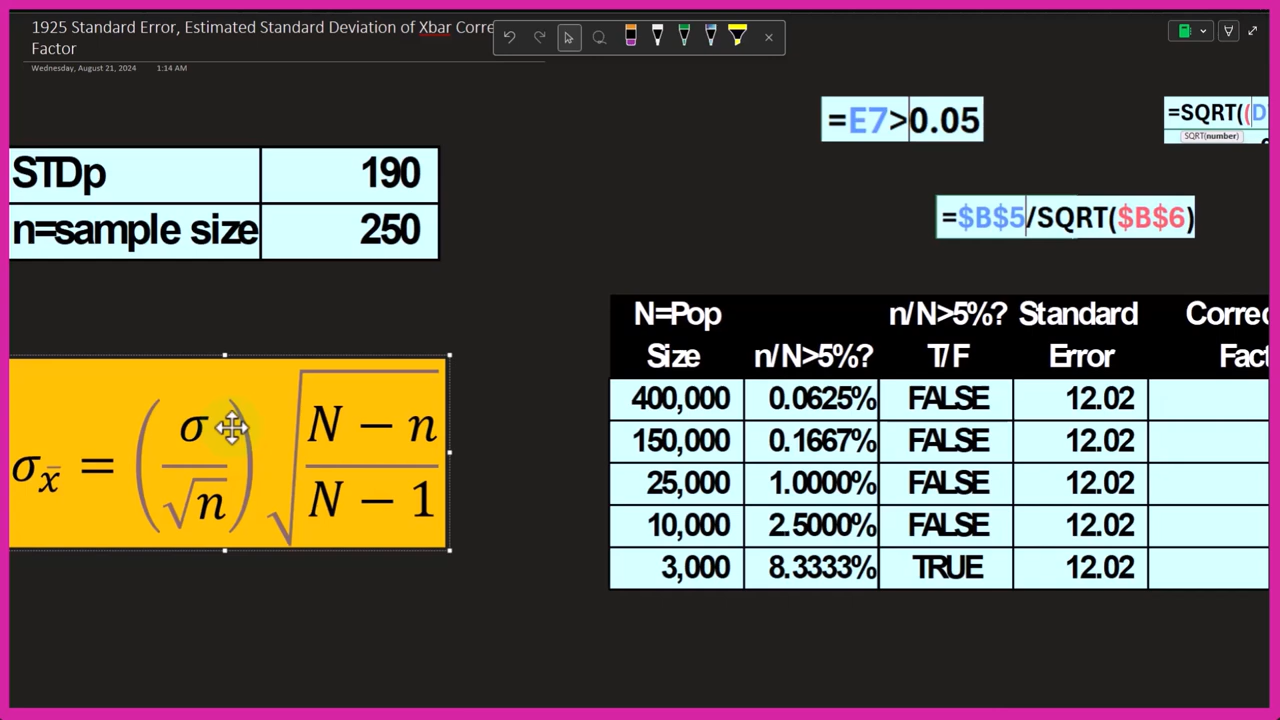 1925 Standard Error, Estimated Standard Deviation of Xbar Corre
Factor
Wednesday, August 21, 2024 1:14 AM
=E7>0.05
=SQRT((D
SQRT(number)
STDp 190
n=sample size 250
=$B$5/SQRT($B$6)
N=Pop Size n/N>5%? n/N>5%? T/F Standard Error Correc Fact
400,000 0.0625% FALSE 12.02
150,000 0.1667% FALSE 12.02
25,000 1.0000% FALSE 12.02
10,000 2.5000% FALSE 12.02
3,000 8.3333% TRUE 12.02
σx̄ = (σ/√n) √((N − n)/(N − 1))